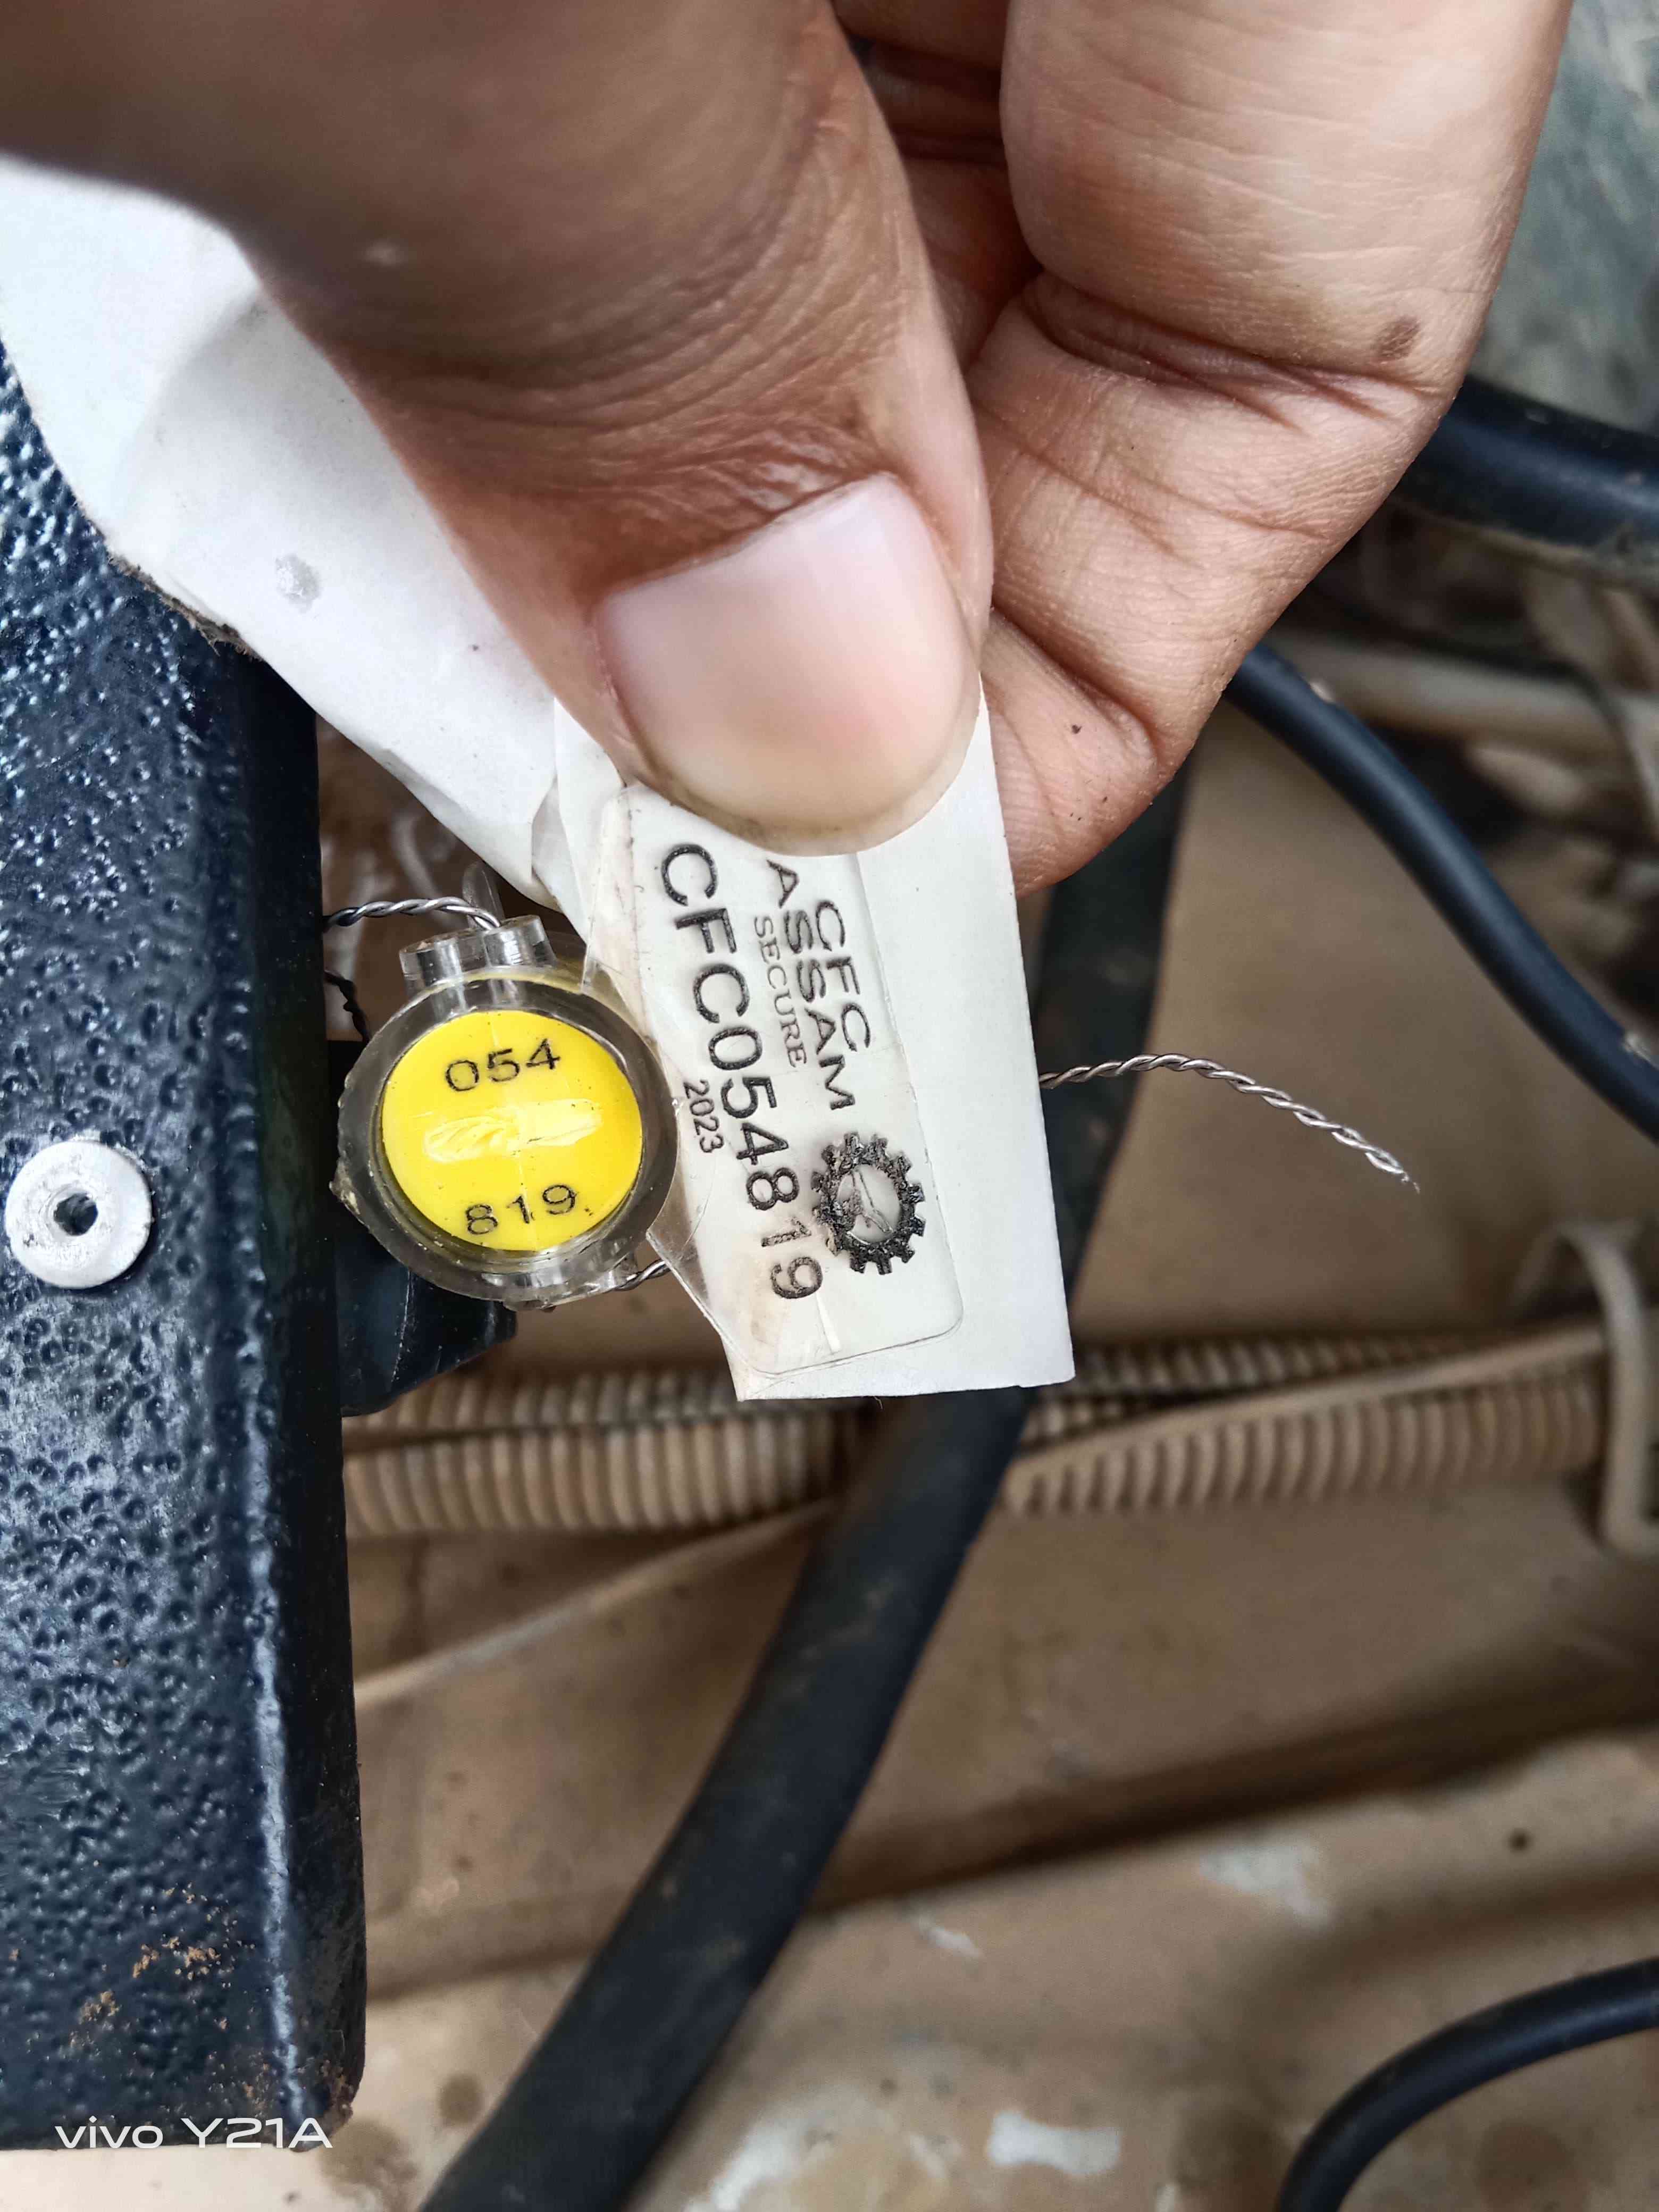 CFC
ASSAM
SECURE
CFC054819
2023
054
819
vivo Y21A